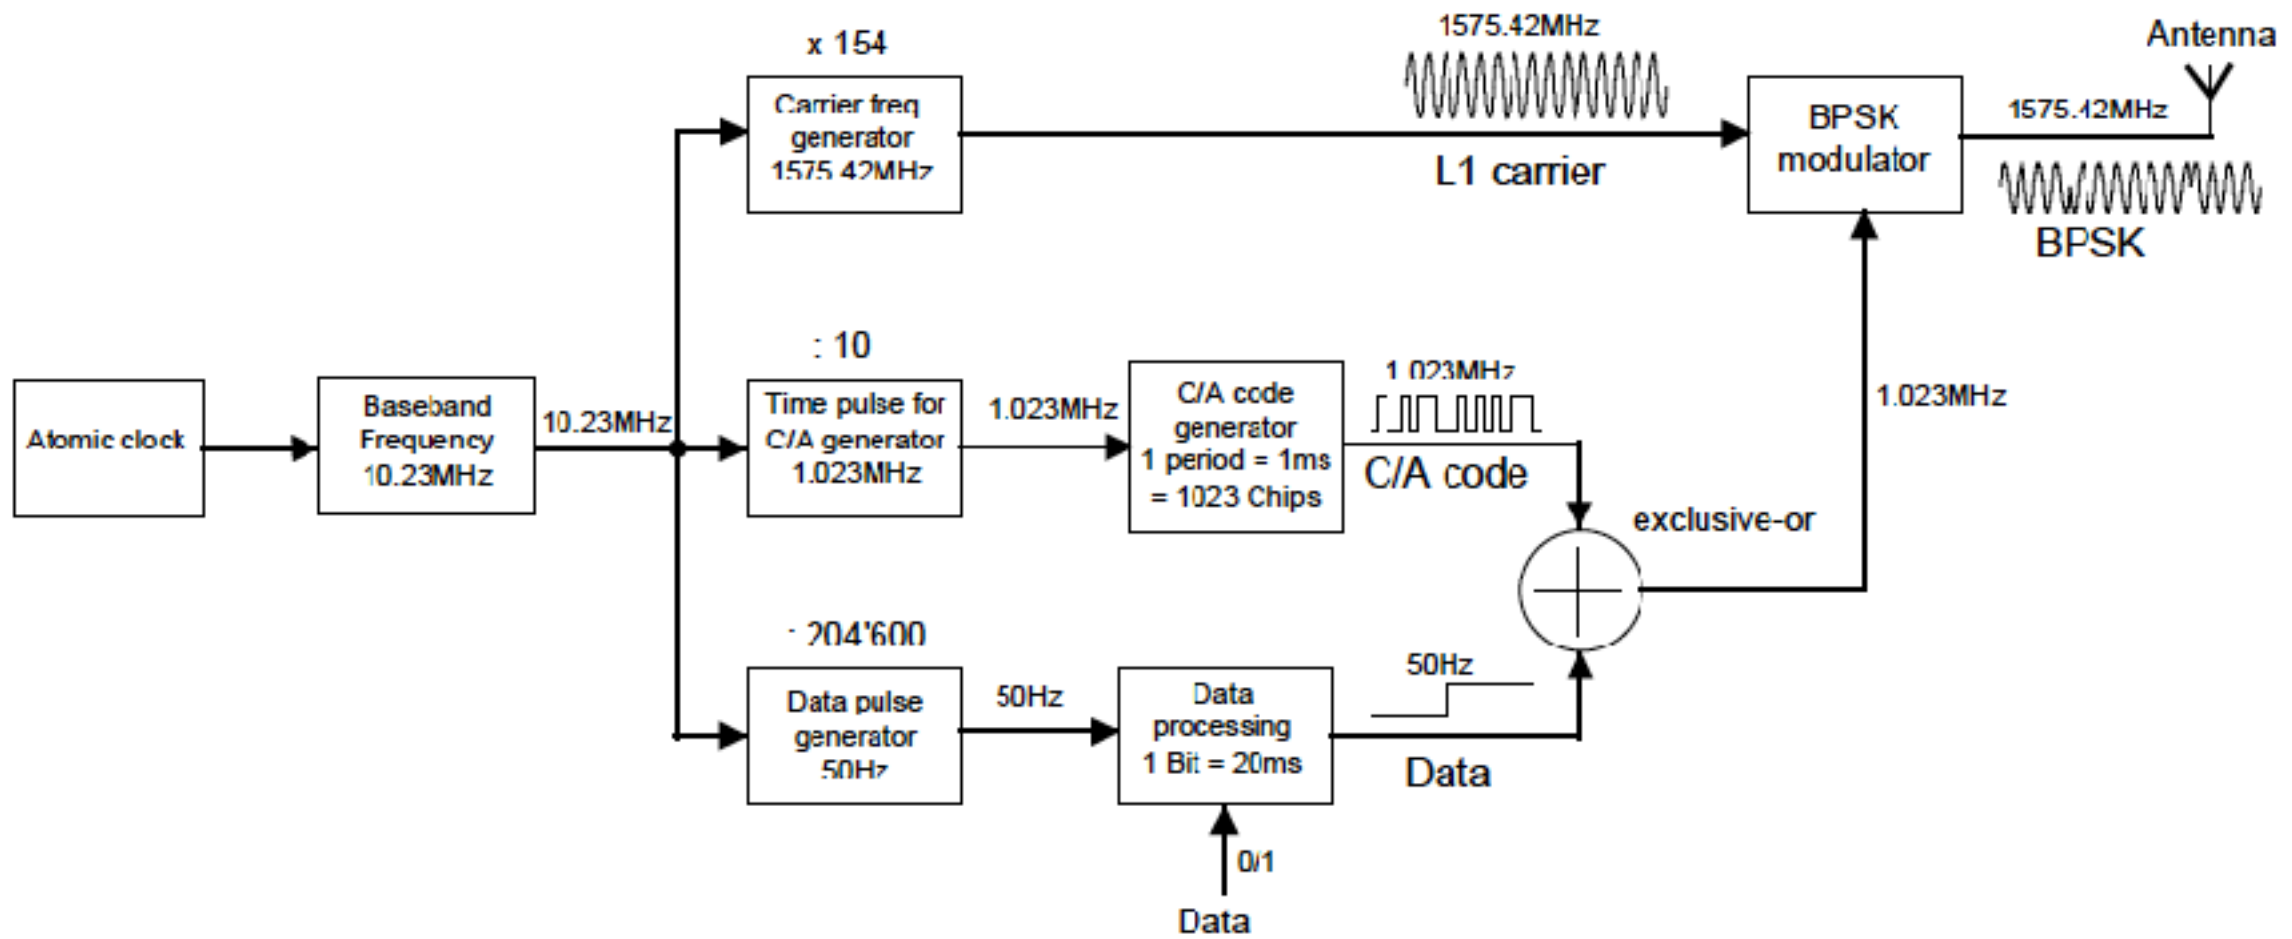 x 154
Carrier freq
generator
1575.42MHz
1575.42MHz
L1 carrier
BPSK
modulator
Antenna
1575.42MHz
BPSK
Atomic clock
Baseband
Frequency
10.23MHz
10.23MHz
: 10
Time pulse for
C/A generator
1.023MHz
1.023MHz
C/A code
generator
1 period = 1ms
= 1023 Chips
1.023MHz
C/A code
exclusive-or
1.023MHz
: 204'600
Data pulse
generator
50Hz
50Hz
Data
processing
1 Bit = 20ms
50Hz
Data
0/1
Data